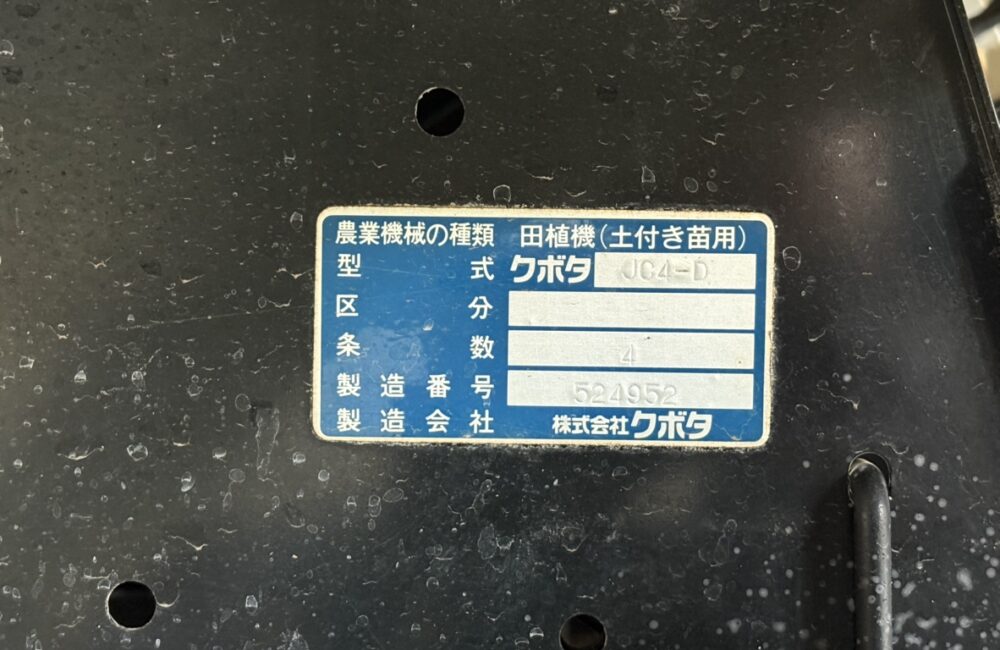 農業機械の種類 田植機(土付き苗用)
型式 クボタ JC4-D
区分
条数 4
製造番号 524952
製造会社 株式会社クボタ